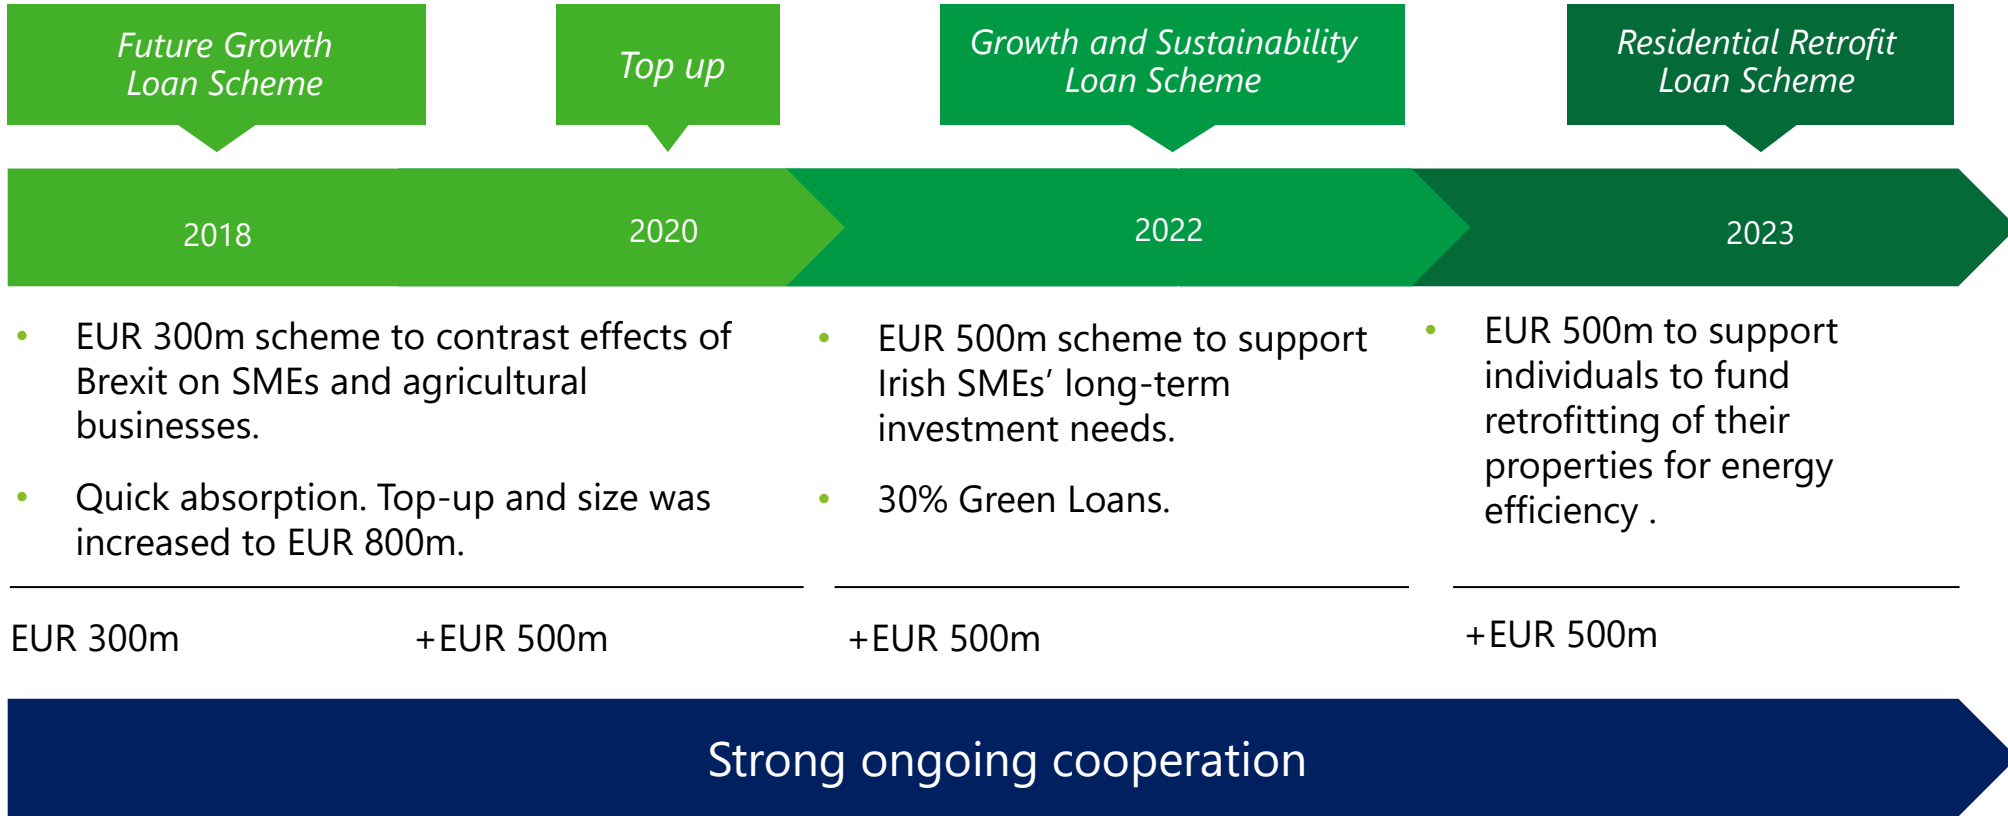 Future Growth
Loan Scheme
Top up
Growth and Sustainability
Loan Scheme
Residential Retrofit
Loan Scheme
2018
2020
2022
2023
• EUR 300m scheme to contrast effects of
Brexit on SMEs and agricultural
businesses.
• Quick absorption. Top-up and size was
increased to EUR 800m.
• EUR 500m scheme to support
Irish SMEs’ long-term
investment needs.
• 30% Green Loans.
• EUR 500m to support
individuals to fund
retrofitting of their
properties for energy
efficiency .
EUR 300m
+EUR 500m
+EUR 500m
+EUR 500m
Strong ongoing cooperation